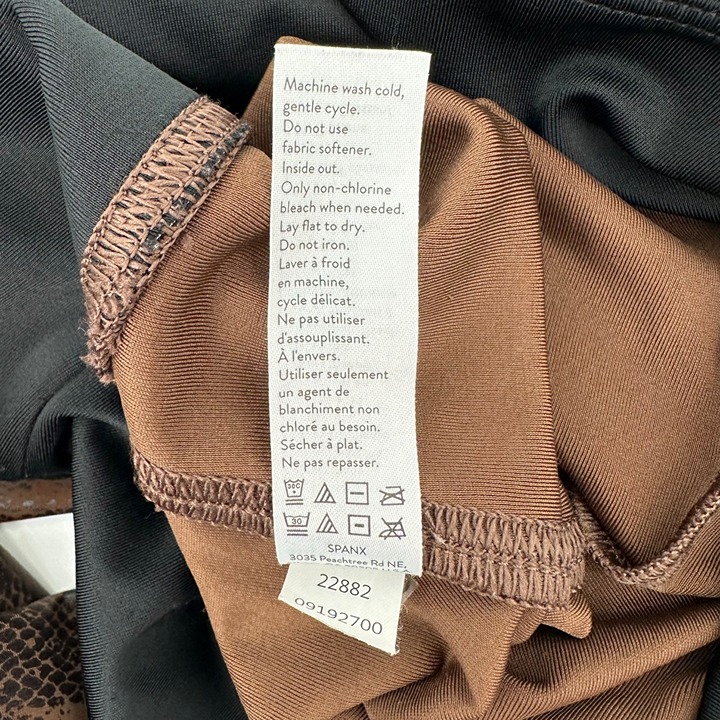 Machine wash cold,
gentle cycle.
Do not use
fabric softener.
Inside out.
Only non-chlorine
bleach when needed.
Lay flat to dry.
Do not iron.
Laver à froid
en machine,
cycle délicat.
Ne pas utiliser
d'assouplissant.
À l'envers.
Utiliser seulement
un agent de
blanchiment non
chloré au besoin.
Sécher à plat.
Ne pas repasser.
30C
30
SPANX
3035 Peachtree Rd NE,
22882
09192700